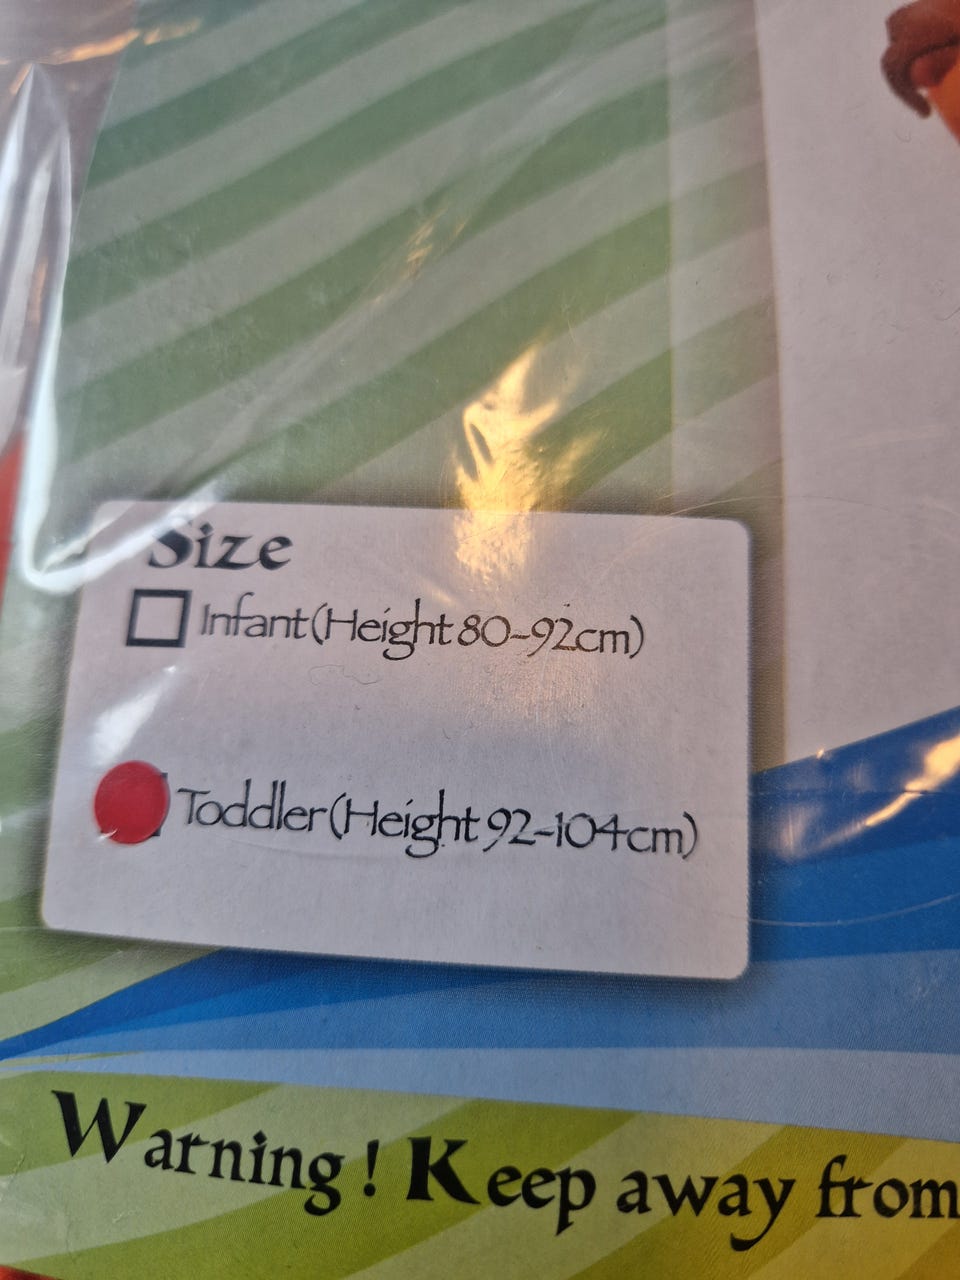 Size
Infant(Height 80-92cm)
Toddler(Height 92-104cm)
Warning! Keep away from